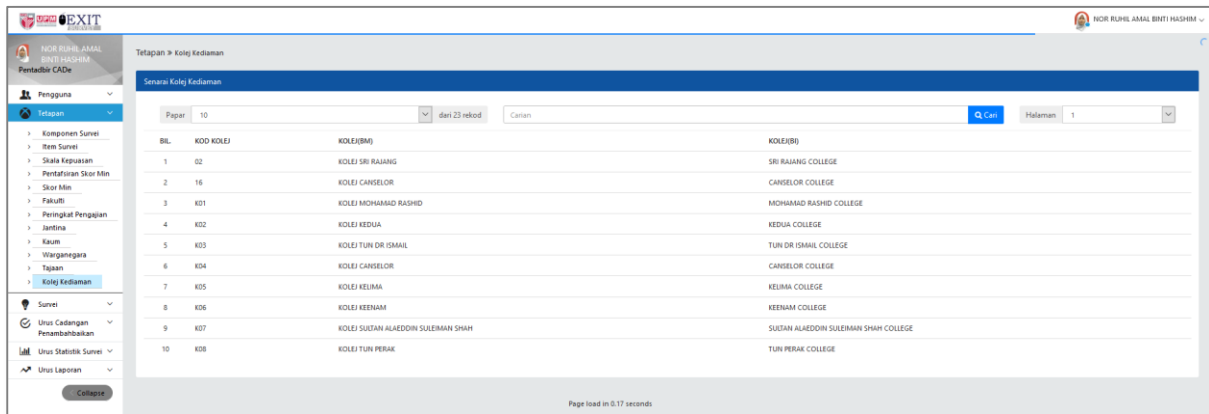 UPM EXIT
NOR RUHIL AMAL BINTI HASHIM
NOR RUHIL AMAL
BINTI HASHIM
Pentadbir CADe
Pengguna
Tetapan
Komponen Survei
Item Survei
Skala Kepuasan
Pentafsiran Skor Min
Skor Min
Fakulti
Peringkat Pengajian
Jantina
Kaum
Warganegara
Tajaan
Kolej Kediaman
Survei
Urus Cadangan
Penambahbaikan
Urus Statistik Survei
Urus Laporan
Collapse
Tetapan » Kolej Kediaman
Senarai Kolej Kediaman
Papar 10 dari 23 rekod Carian Cari Halaman 1
BIL. KOD KOLEJ KOLEJ(BM) KOLEJ(BI)
1 02 KOLEJ SRI RAJANG SRI RAJANG COLLEGE
2 16 KOLEJ CANSELOR CANSELOR COLLEGE
3 K01 KOLEJ MOHAMAD RASHID MOHAMAD RASHID COLLEGE
4 K02 KOLEJ KEDUA KEDUA COLLEGE
5 K03 KOLEJ TUN DR ISMAIL TUN DR ISMAIL COLLEGE
6 K04 KOLEJ CANSELOR CANSELOR COLLEGE
7 K05 KOLEJ KELIMA KELIMA COLLEGE
8 K06 KOLEJ KEENAM KEENAM COLLEGE
9 K07 KOLEJ SULTAN ALAEDDIN SULEIMAN SHAH SULTAN ALAEDDIN SULEIMAN SHAH COLLEGE
10 K08 KOLEJ TUN PERAK TUN PERAK COLLEGE
Page load in 0.17 seconds